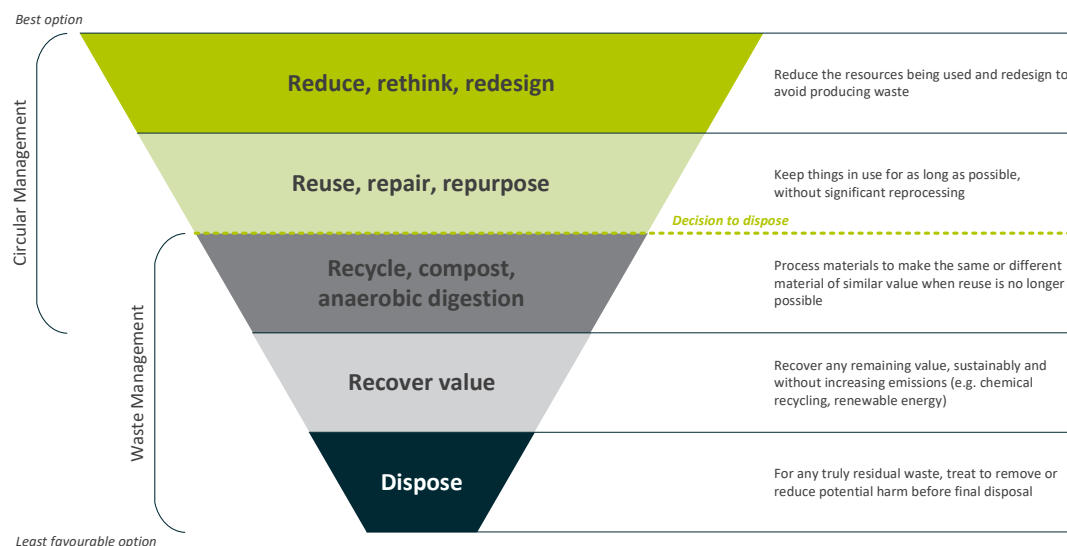 Best option
Circular Management
Waste Management
Reduce, rethink, redesign
Reduce the resources being used and redesign to
avoid producing waste
Reuse, repair, repurpose
Keep things in use for as long as possible,
without significant reprocessing
Decision to dispose
Recycle, compost,
anaerobic digestion
Process materials to make the same or different
material of similar value when reuse is no longer
possible
Recover value
Recover any remaining value, sustainably and
without increasing emissions (e.g. chemical
recycling, renewable energy)
Dispose
For any truly residual waste, treat to remove or
reduce potential harm before final disposal
Least favourable option